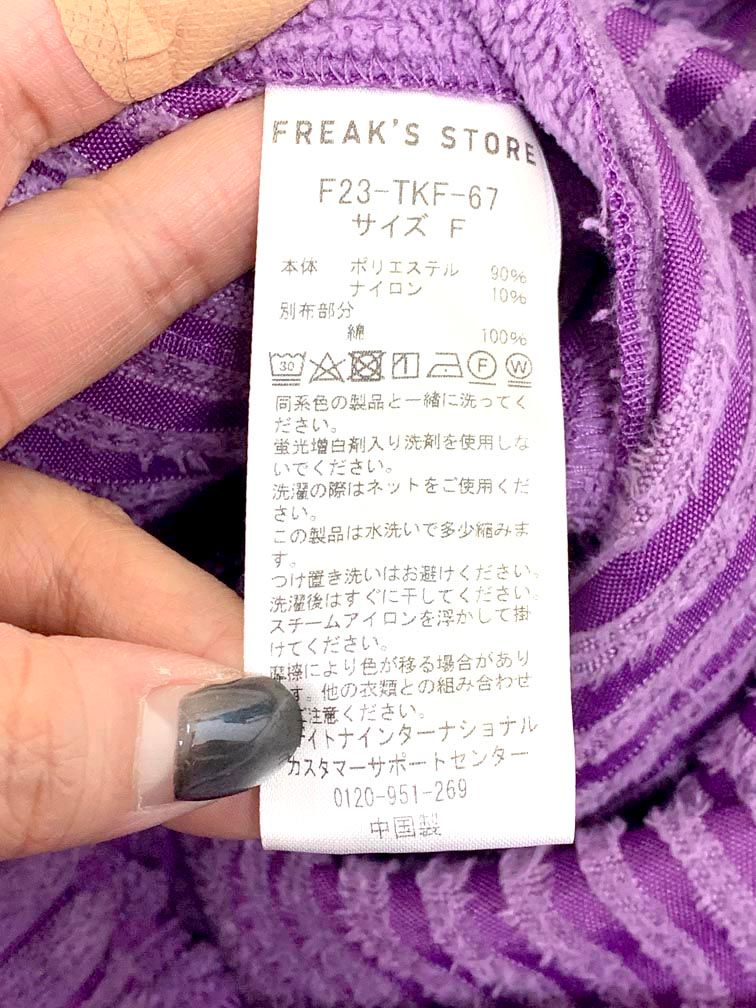 FREAK'S STORE
F23-TKF-67
サイズ F
本体 ポリエステル 90%
ナイロン 10%
別布部分
綿 100%
30 1 F W
同系色の製品と一緒に洗ってく
ださい。
蛍光増白剤入り洗剤を使用しな
いでください。
洗濯の際はネットをご使用くだ
さい。
この製品は水洗いで多少縮みま
す。
つけ置き洗いはお避けください。
洗濯後はすぐに干してください。
スチームアイロンを浮かして掛
けてください。
摩擦により色が移る場合があり
す。他の衣類との組み合わせ
注意ください。
イトナインターナショナル
カスタマーサポートセンター
0120-951-269
中国製